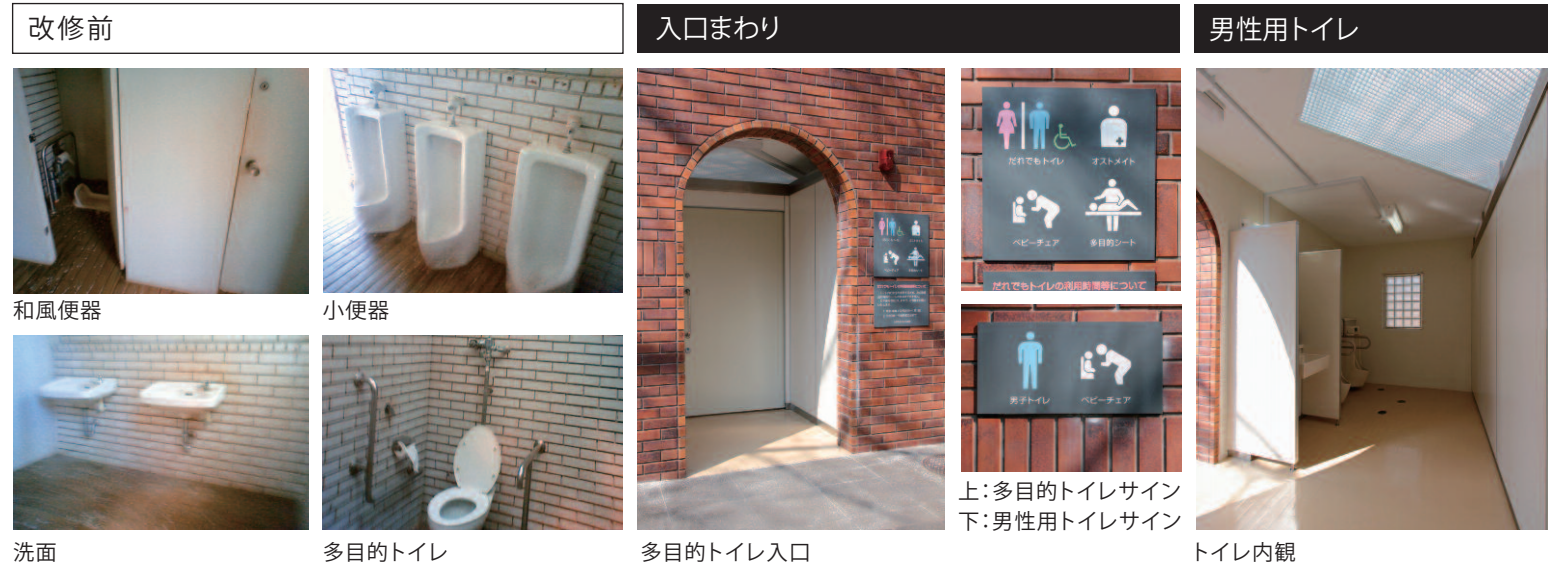 改修前
和風便器
小便器
洗面
多目的トイレ
入口まわり
多目的トイレ入口
だれでもトイレ
オストメイト
ベビーチェア
多目的シート
だれでもトイレの利用時間等について
男子トイレ
ベビーチェア
上：多目的トイレサイン
下：男性用トイレサイン
男性用トイレ
トイレ内観